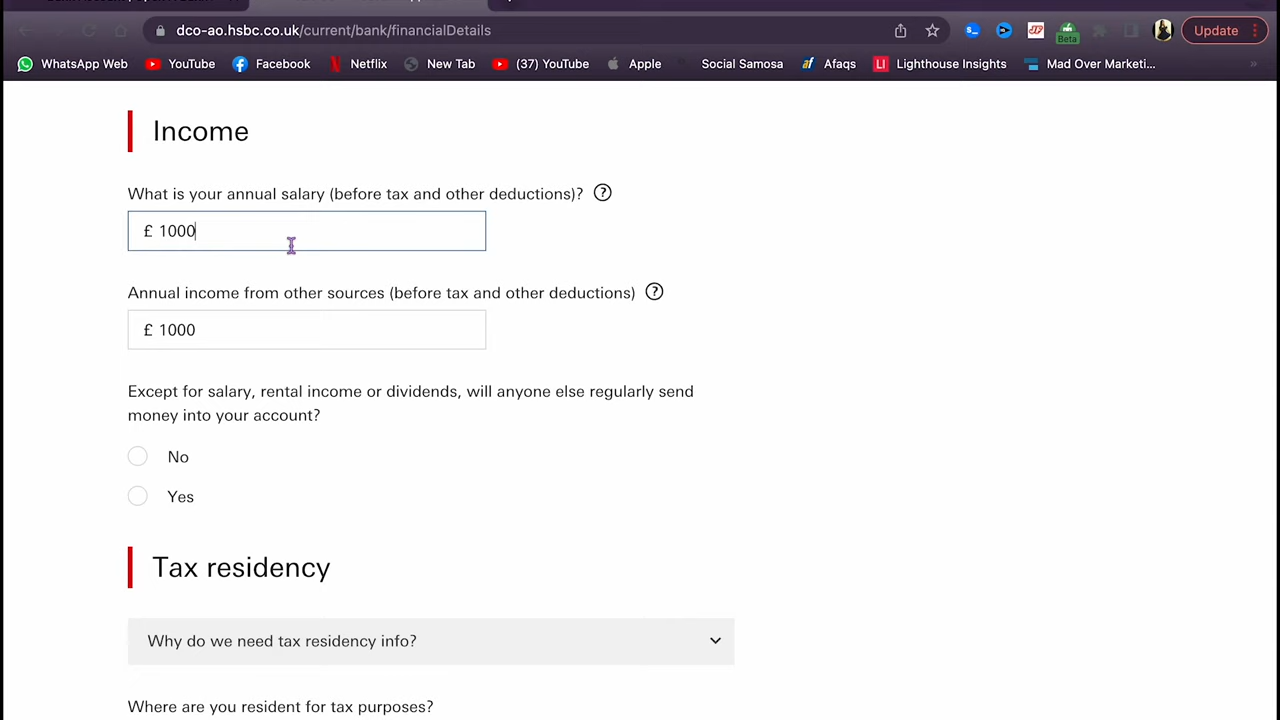 dco-ao.hsbc.co.uk/current/bank/financialDetails
Update
Beta
WhatsApp Web YouTube Facebook Netflix New Tab (37) YouTube Apple Social Samosa Afaqs Lighthouse Insights Mad Over Marketi... »
Income
What is your annual salary (before tax and other deductions)? ?
£ 1000
Annual income from other sources (before tax and other deductions) ?
£ 1000
Except for salary, rental income or dividends, will anyone else regularly send
money into your account?
No
Yes
Tax residency
Why do we need tax residency info?
Where are you resident for tax purposes?